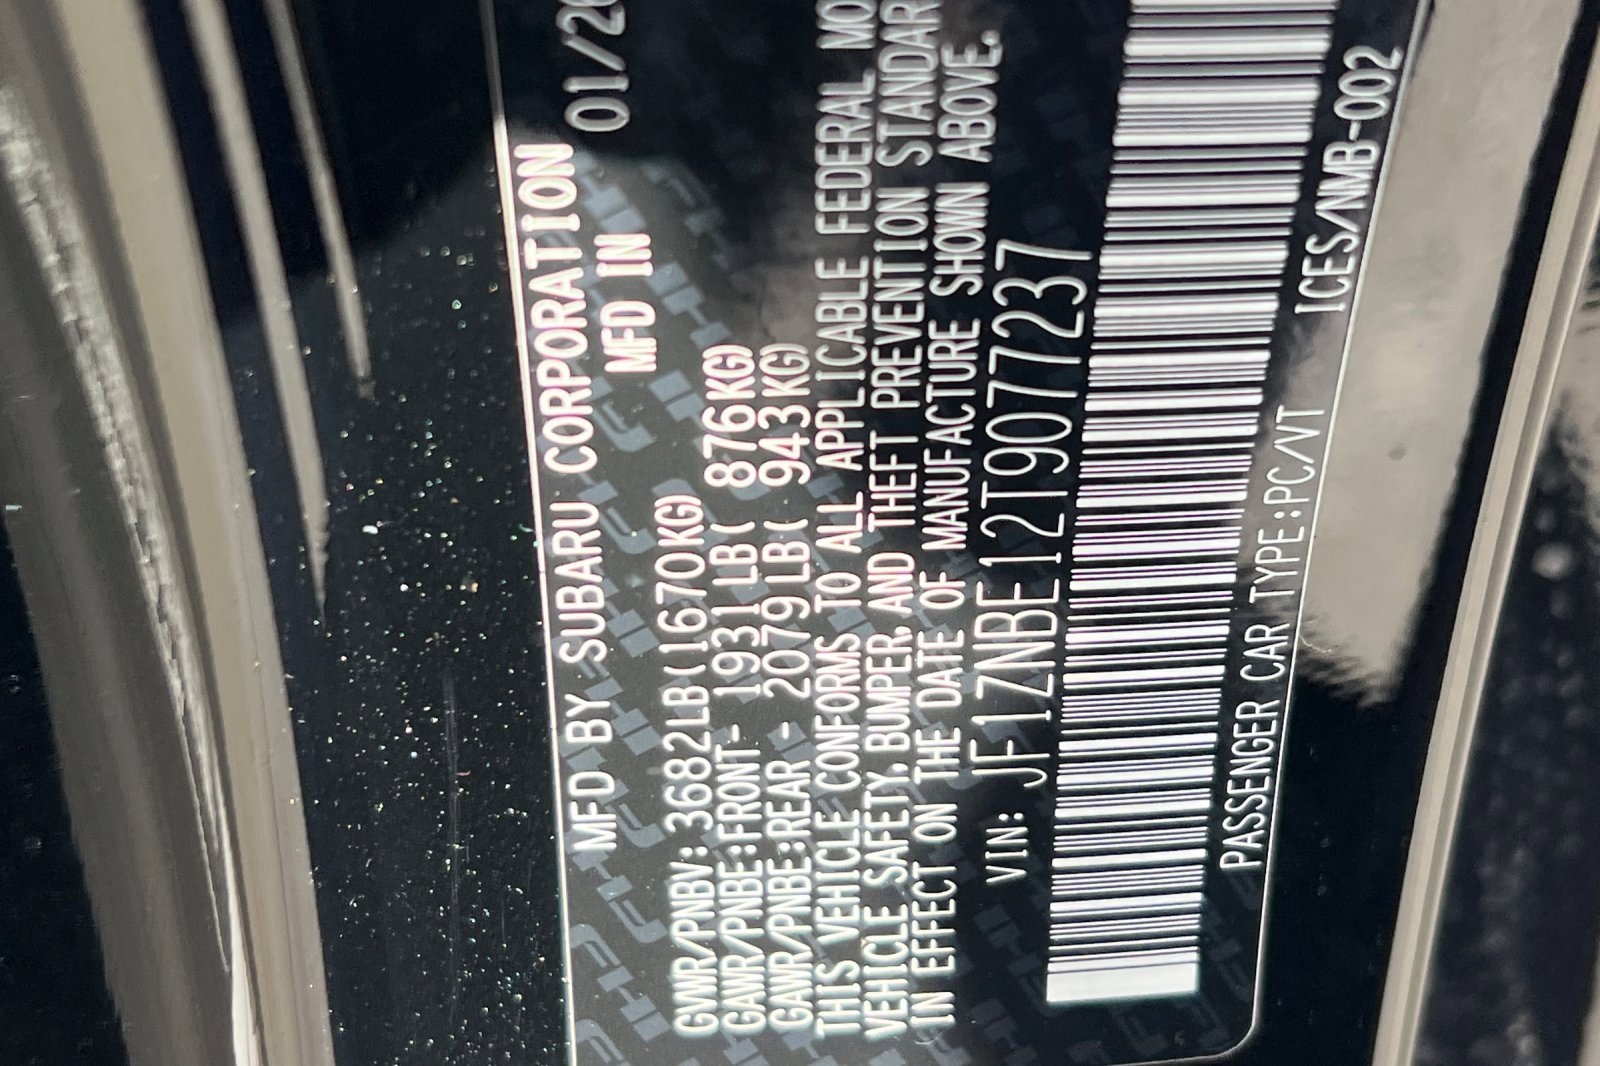 MFD BY SUBARU CORPORATION 01/20
MFD IN
GVWR/PNBV: 3682LB(1670KG)
GAWR/PNBE:FRONT- 1931LB( 876KG)
GAWR/PNBE:REAR - 2079LB( 943KG)
THIS VEHICLE CONFORMS TO ALL APPLICABLE FEDERAL MO
VEHICLE SAFETY, BUMPER, AND THEFT PREVENTION STANDAR
IN EFFECT ON THE DATE OF MANUFACTURE SHOWN ABOVE.
VIN: JF1ZNBE12T9077237
PASSENGER CAR TYPE:PC/VT ICES/NMB-002